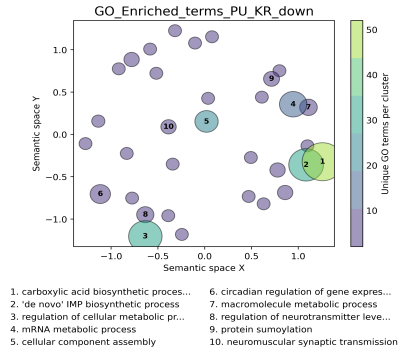 GO_Enriched_terms_PU_KR_down
Semantic space Y
1.0
0.5
0.0
−0.5
−1.0
−1.0
−0.5
0.0
0.5
1.0
Semantic space X
1
2
3
4
5
6
7
8
9
10
50
40
30
20
10
Unique GO terms per cluster
1. carboxylic acid biosynthetic proces...
2. 'de novo' IMP biosynthetic process
3. regulation of cellular metabolic pr...
4. mRNA metabolic process
5. cellular component assembly
6. circadian regulation of gene expres...
7. macromolecule metabolic process
8. regulation of neurotransmitter leve...
9. protein sumoylation
10. neuromuscular synaptic transmission